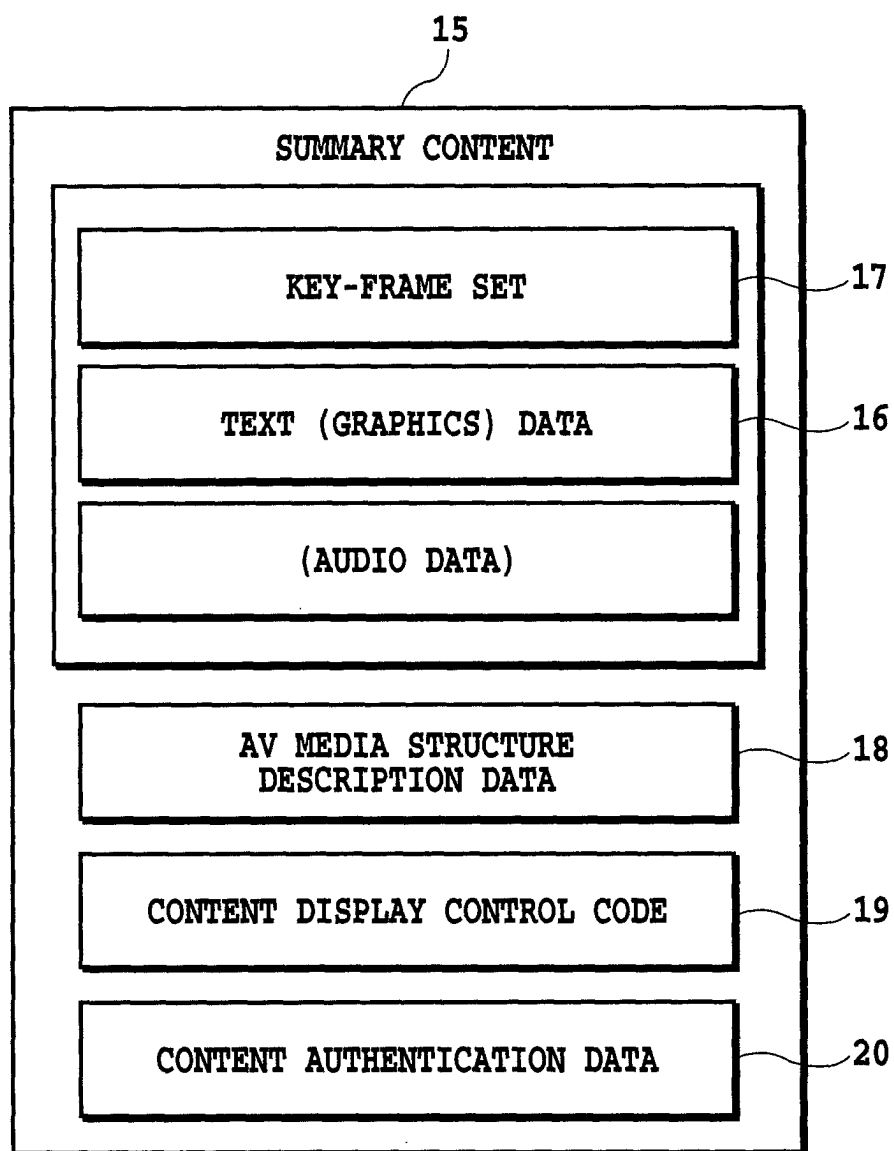 15
SUMMARY CONTENT
KEY-FRAME SET
17
TEXT (GRAPHICS) DATA
16
(AUDIO DATA)
AV MEDIA STRUCTURE
DESCRIPTION DATA
18
CONTENT DISPLAY CONTROL CODE
19
CONTENT AUTHENTICATION DATA
20